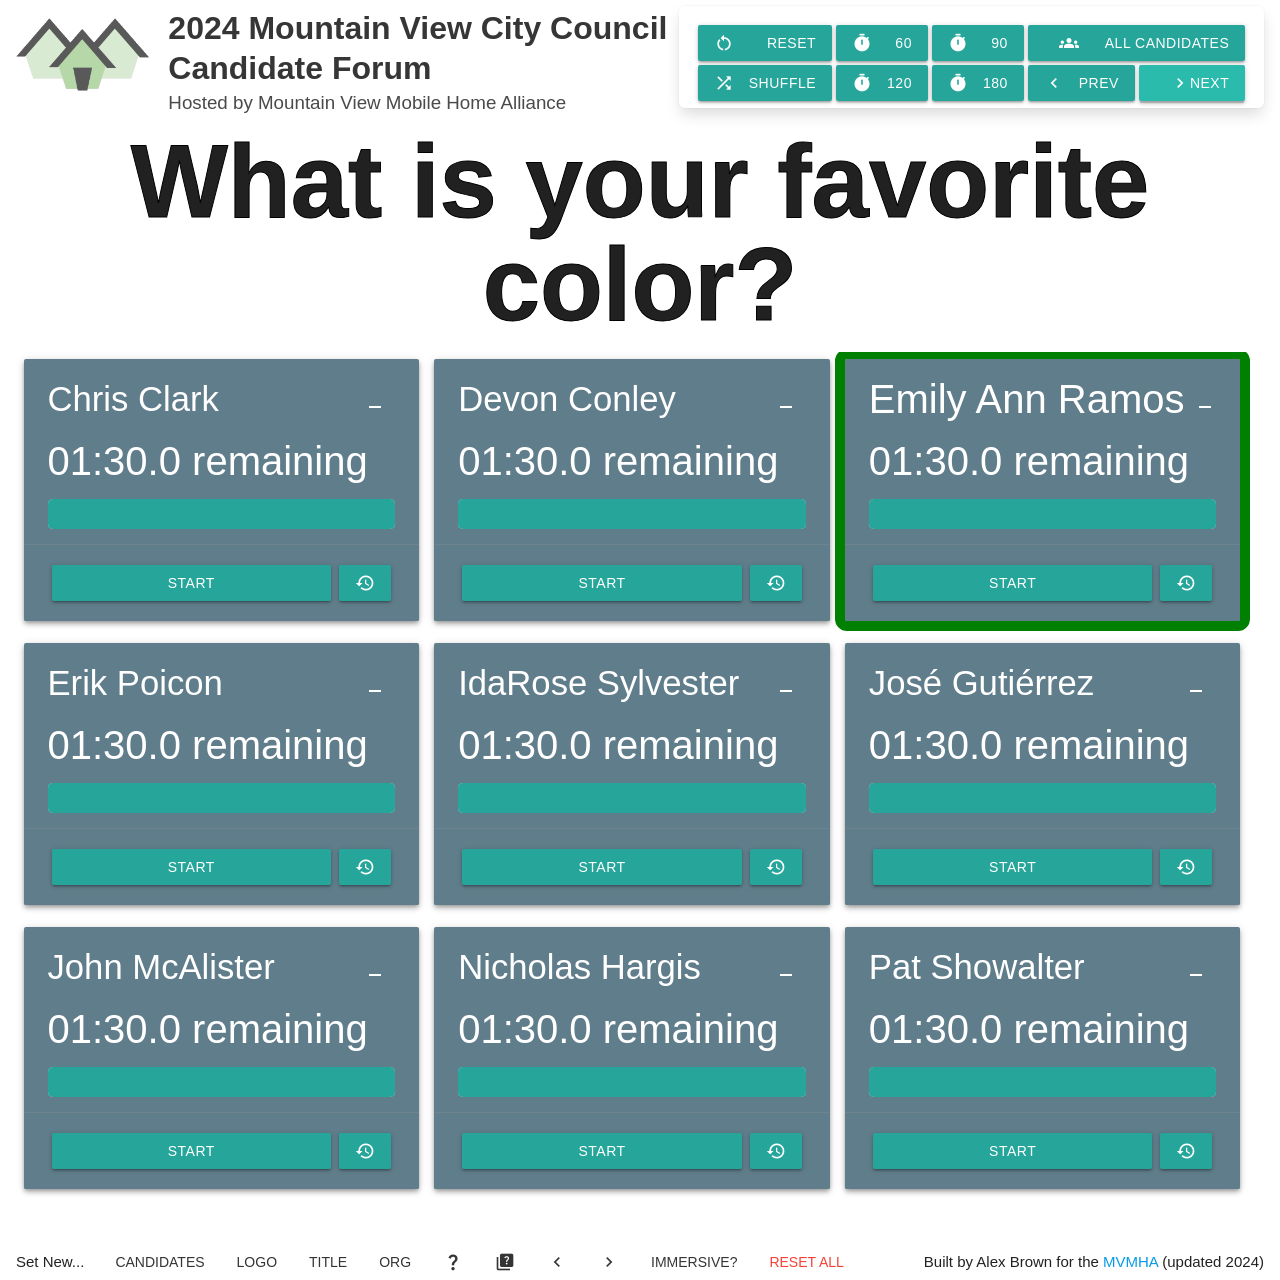 2024 Mountain View City Council
Candidate Forum
Hosted by Mountain View Mobile Home Alliance
RESET 60 90 ALL CANDIDATES
SHUFFLE 120 180 PREV NEXT
What is your favorite
color?
Chris Clark
01:30.0 remaining
START
Devon Conley
01:30.0 remaining
START
Emily Ann Ramos
01:30.0 remaining
START
Erik Poicon
01:30.0 remaining
START
IdaRose Sylvester
01:30.0 remaining
START
José Gutiérrez
01:30.0 remaining
START
John McAlister
01:30.0 remaining
START
Nicholas Hargis
01:30.0 remaining
START
Pat Showalter
01:30.0 remaining
START
Set New... CANDIDATES LOGO TITLE ORG IMMERSIVE? RESET ALL Built by Alex Brown for the MVMHA (updated 2024)